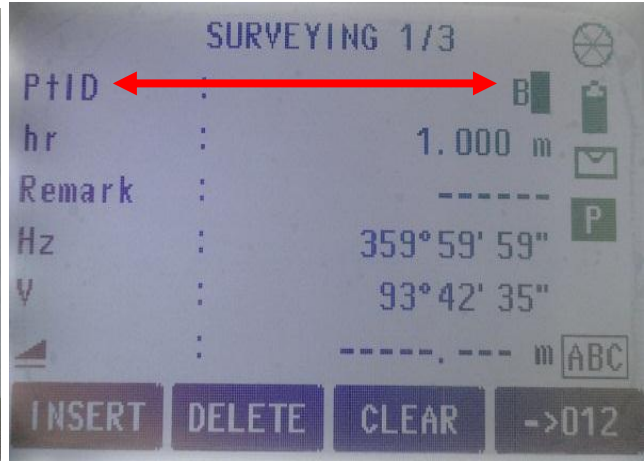 SURVEYING 1/3
PtID : B
hr : 1.000 m
Remark : ------
P
Hz : 359°59'59"
V : 93°42'35"
: -----.--- m ABC
INSERT DELETE CLEAR ->012